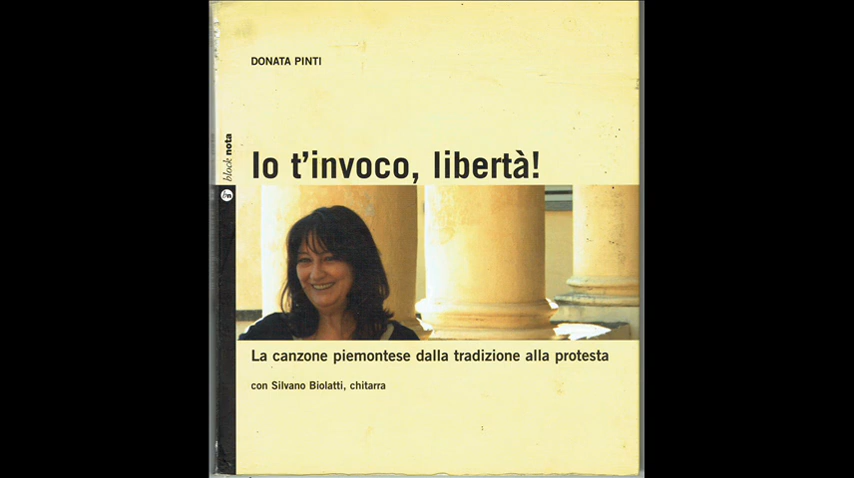 DONATA PINTI
Io t'invoco, libertà!
block nota
La canzone piemontese dalla tradizione alla protesta
con Silvano Biolatti, chitarra